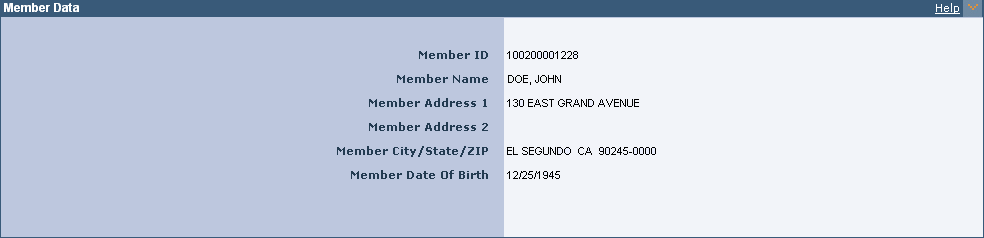 Member Data Help
Member ID 100200001228
Member Name DOE, JOHN
Member Address 1 130 EAST GRAND AVENUE
Member Address 2
Member City/State/ZIP EL SEGUNDO CA 90245-0000
Member Date Of Birth 12/25/1945